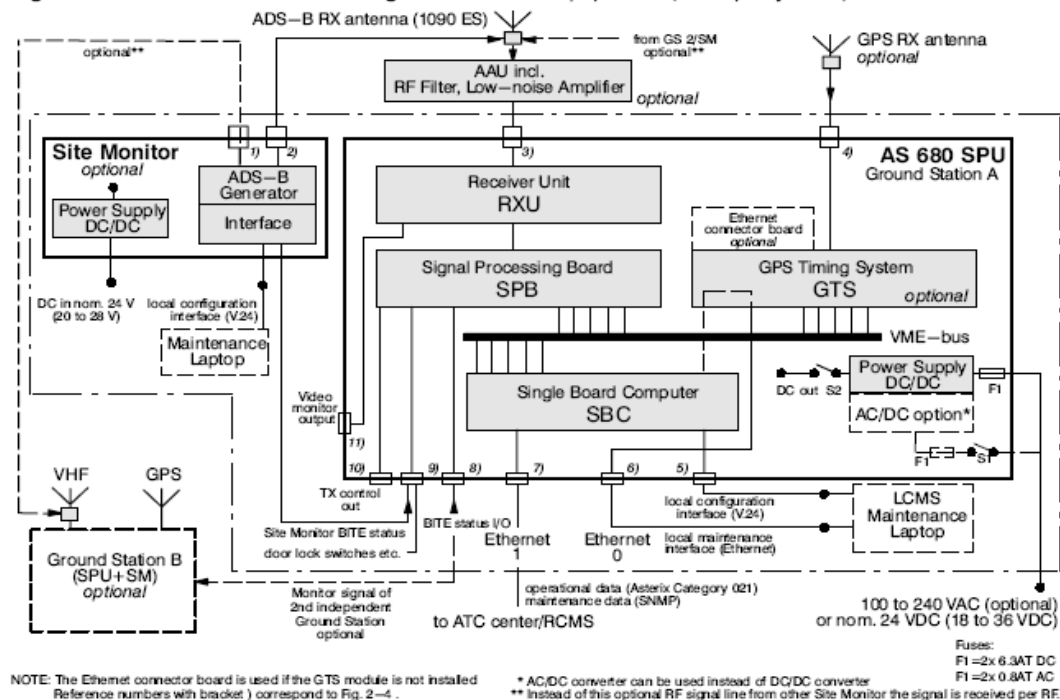 ADS–B RX antenna (1090 ES)
optional**
from GS 2/SM
optional**
GPS RX antenna
optional
AAU incl.
RF Filter, Low–noise Amplifier
optional
Site Monitor
optional
1)
2)
3)
4)
AS 680 SPU
Ground Station A
ADS–B
Generator
Interface
Power Supply
DC/DC
Receiver Unit
RXU
Ethernet
connector board
optional
Signal Processing Board
SPB
GPS Timing System
GTS
optional
DC in nom. 24 V
(20 to 28 V)
local configuration
interface (V.24)
Maintenance
Laptop
VME–bus
Single Board Computer
SBC
DC out
S2
Power Supply
DC/DC
F1
AC/DC option*
F1
S1
Video
monitor
output
11)
10)
9)
8)
7)
6)
5)
VHF
GPS
TX control
out
Site Monitor BITE status
door lock switches etc.
BITE status I/O
Ethernet
1
Ethernet
0
local configuration
interface (V.24)
local maintenance
interface (Ethernet)
LCMS
Maintenance
Laptop
Ground Station B
(SPU+SM)
optional
Monitor signal of
2nd independent
Ground Station
optional
operational data (Asterix Category 021)
maintenance data (SNMP)
to ATC center/RCMS
100 to 240 VAC (optional)
or nom. 24 VDC (18 to 36 VDC)
Fuses:
F1=2x 6.3AT DC
F1=2x 0.8AT AC
NOTE: The Ethernet connector board is used if the GTS module is not installed
Reference numbers with bracket ) correspond to Fig. 2–4 .
* AC/DC converter can be used instead of DC/DC converter
** Instead of this optional RF signal line from other Site Monitor the signal is received per RF.